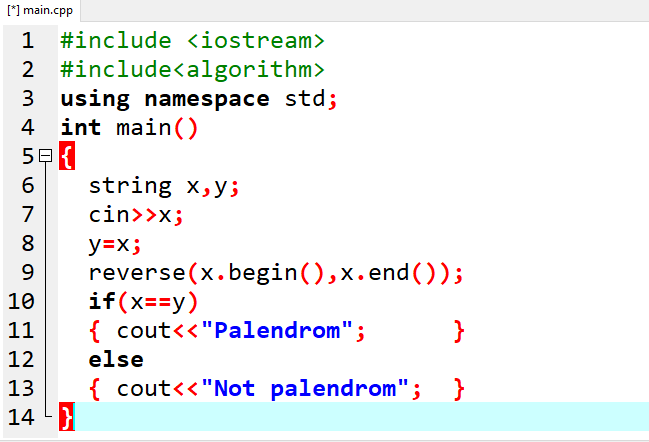 [*] main.cpp
1 #include <iostream>
2 #include<algorithm>
3 using namespace std;
4 int main()
5 {
6 string x,y;
7 cin>>x;
8 y=x;
9 reverse(x.begin(),x.end());
10 if(x==y)
11 { cout<<"Palendrom"; }
12 else
13 { cout<<"Not palendrom"; }
14 }